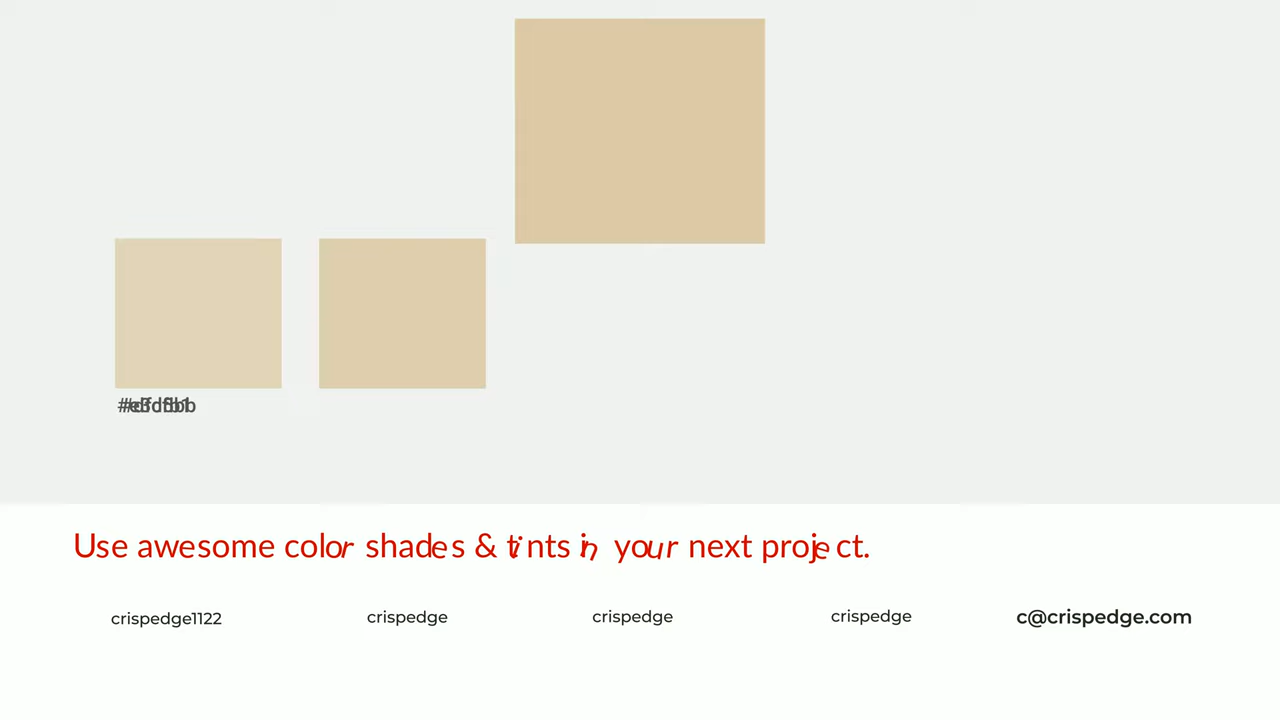 Use awesome color shades & tints in your next project.
crispedge1122 crispedge crispedge crispedge c@crispedge.com